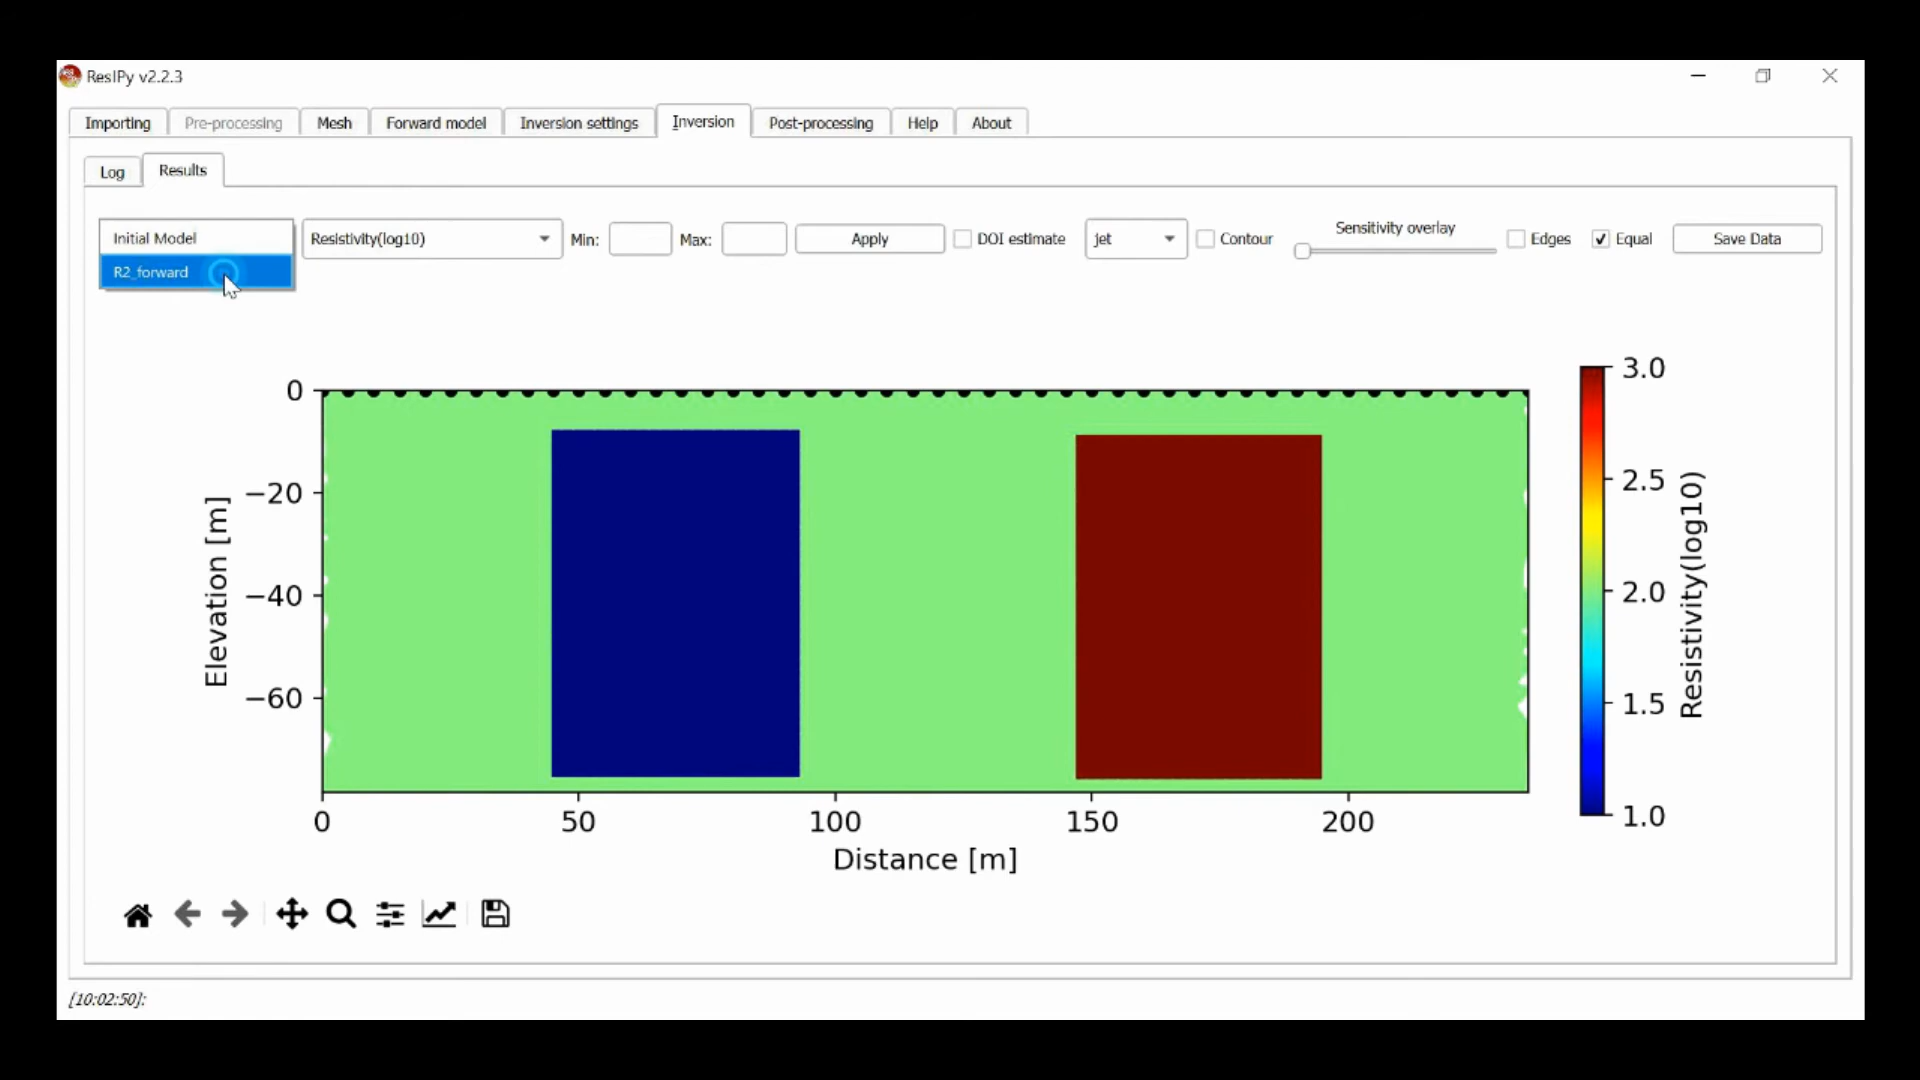 ResIPy v2.2.3
Importing Pre-processing Mesh Forward model Inversion settings Inversion Post-processing Help About
Log Results
Initial Model Resistivity(log10) Min: Max: Apply DOI estimate jet Contour Sensitivity overlay Edges Equal Save Data
R2_forward
0
−20
−40
−60
Elevation [m]
0 50 100 150 200
Distance [m]
3.0
2.5
2.0
1.5
1.0
Resistivity(log10)
[10:02:50]: